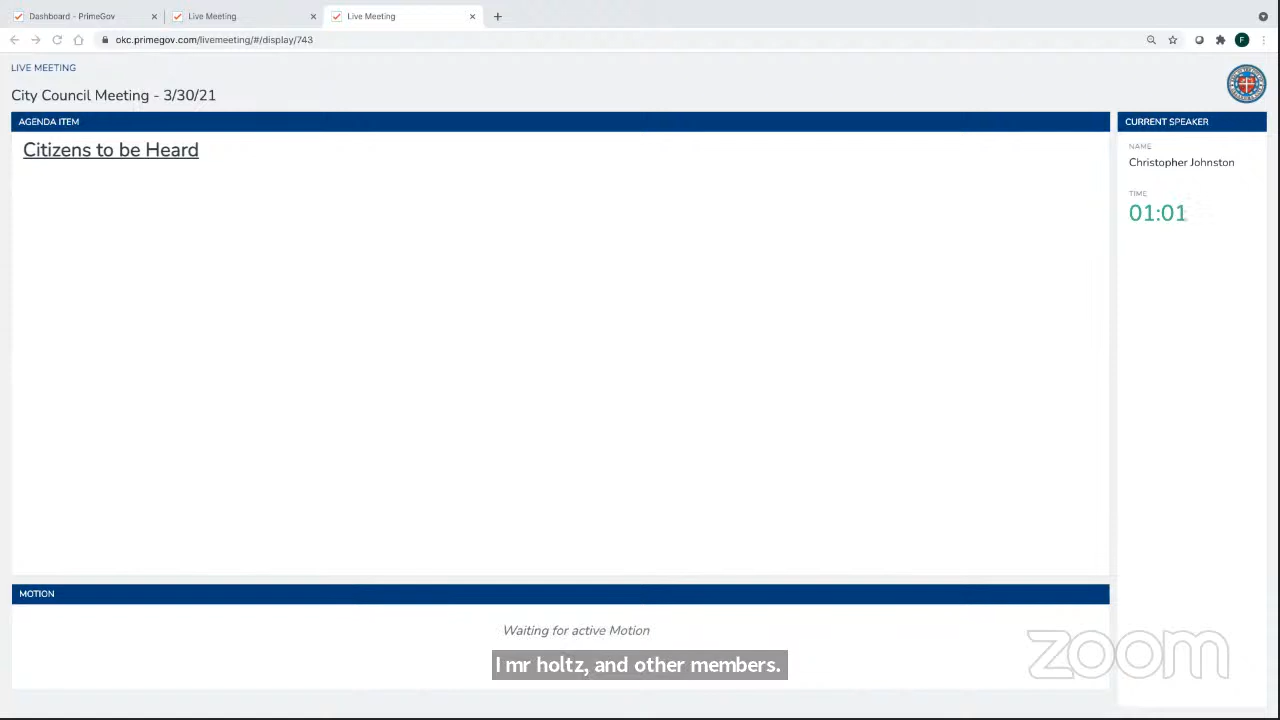 Dashboard - PrimeGov
Live Meeting
Live Meeting
okc.primegov.com/livemeeting/#/display/743
F
LIVE MEETING
City Council Meeting - 3/30/21
AGENDA ITEM
Citizens to be Heard
CURRENT SPEAKER
NAME
Christopher Johnston
TIME
01:01
MOTION
Waiting for active Motion
I mr holtz, and other members.
zoom